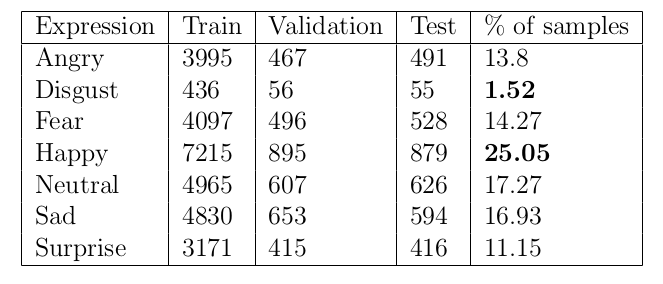 Expression Train Validation Test % of samples
Angry 3995 467 491 13.8
Disgust 436 56 55 1.52
Fear 4097 496 528 14.27
Happy 7215 895 879 25.05
Neutral 4965 607 626 17.27
Sad 4830 653 594 16.93
Surprise 3171 415 416 11.15